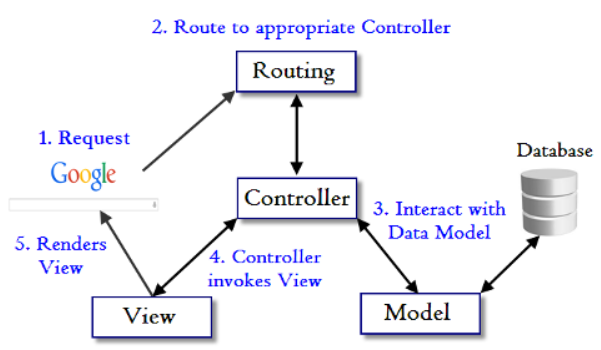 2. Route to appropriate Controller
Routing
1. Request
Google
Database
Controller
3. Interact with
Data Model
5. Renders
View
4. Controller
invokes View
View
Model